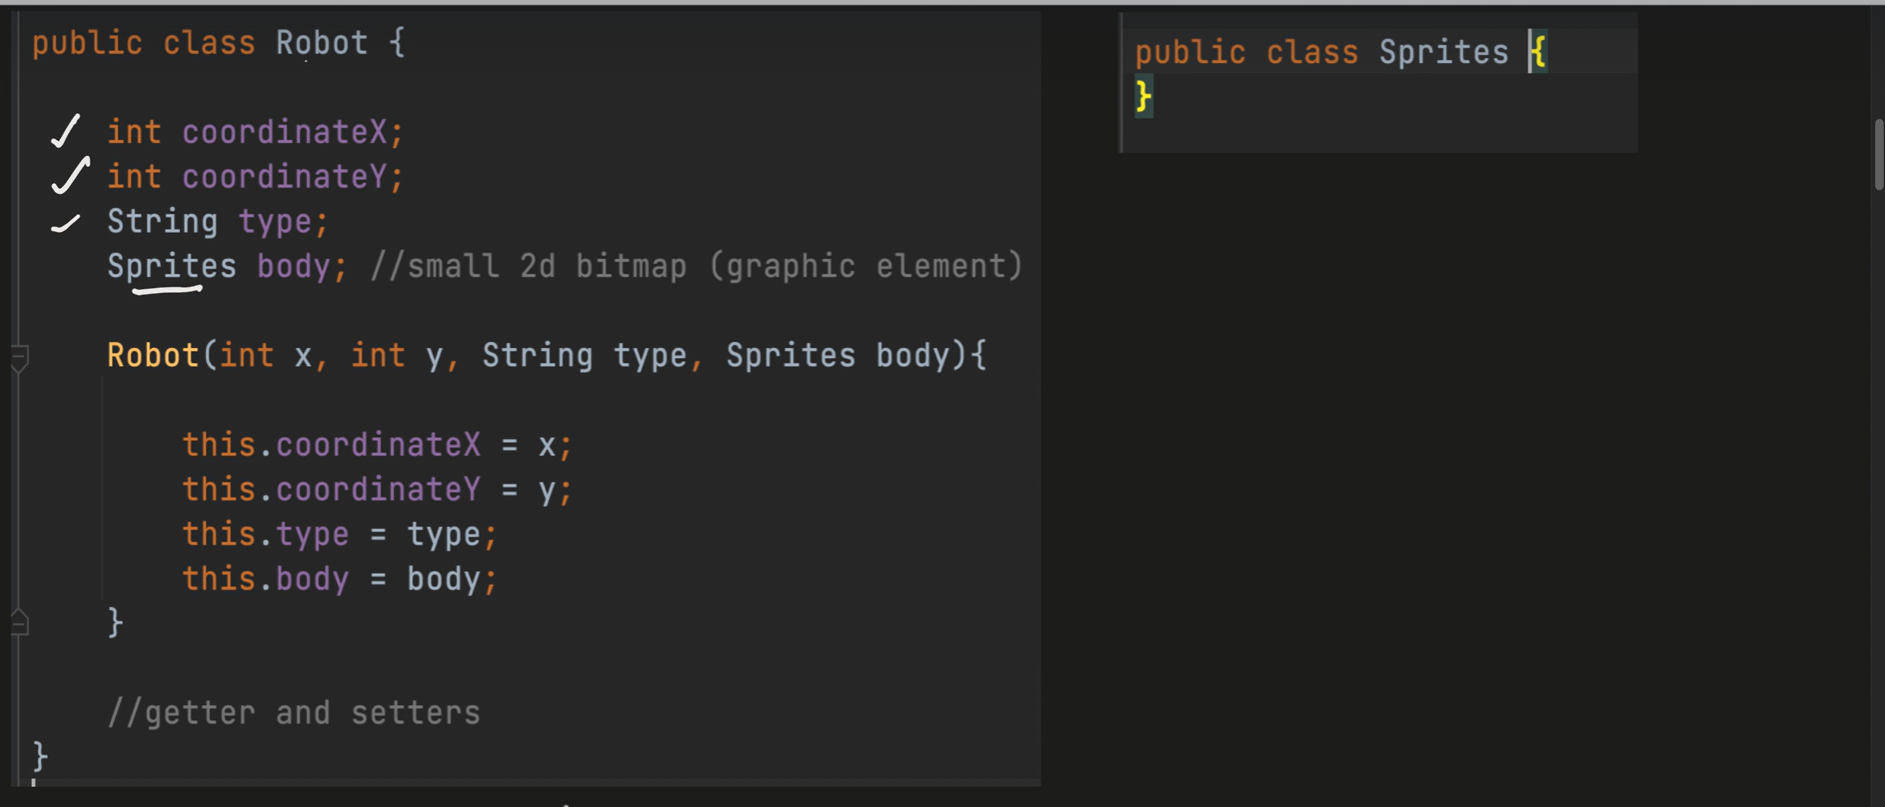 public class Robot {
int coordinateX;
int coordinateY;
String type;
Sprites body; //small 2d bitmap (graphic element)
Robot(int x, int y, String type, Sprites body){
this.coordinateX = x;
this.coordinateY = y;
this.type = type;
this.body = body;
}
//getter and setters
}
public class Sprites {
}